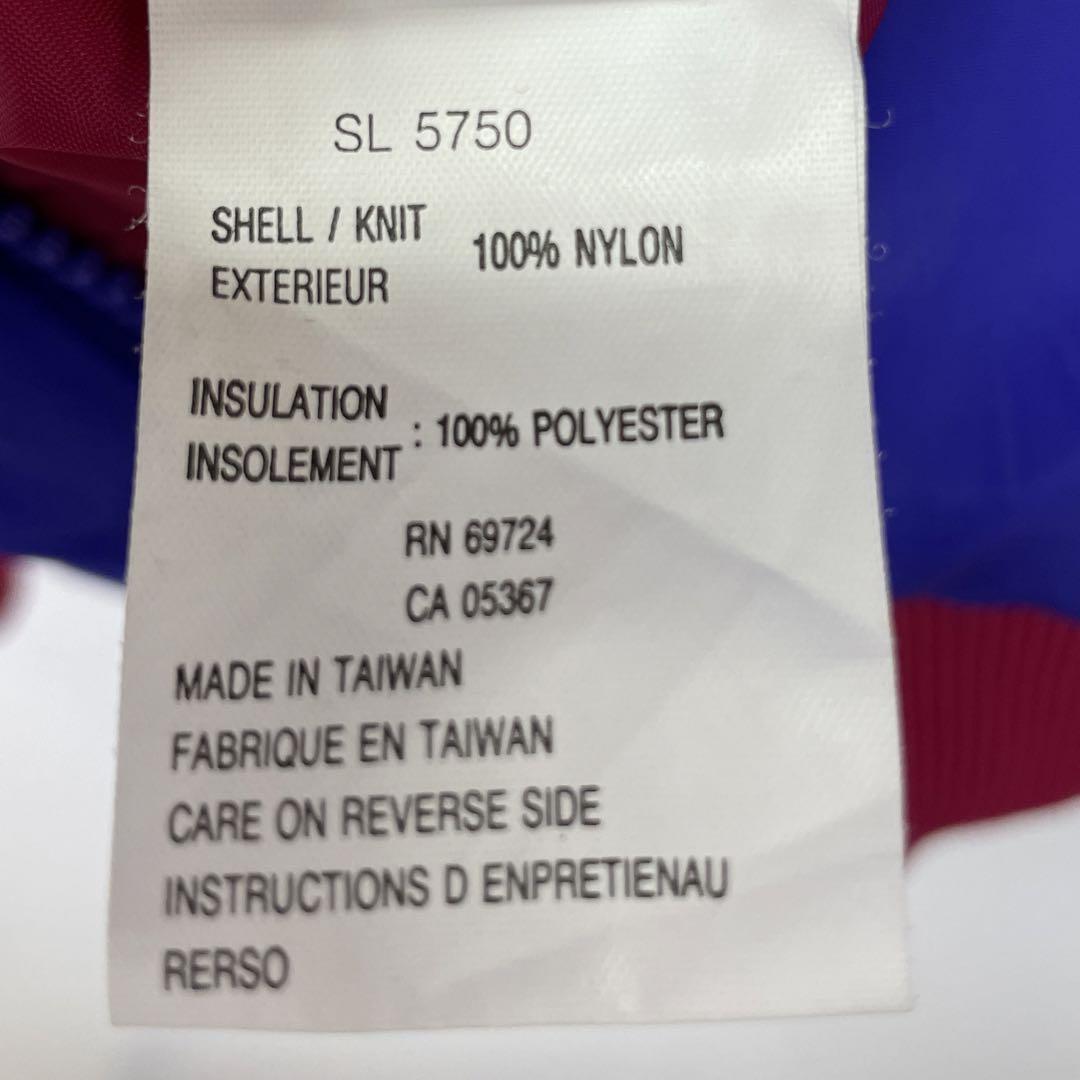 SL 5750
SHELL / KNIT
EXTERIEUR
100% NYLON
INSULATION
INSOLEMENT
: 100% POLYESTER
RN 69724
CA 05367
MADE IN TAIWAN
FABRIQUE EN TAIWAN
CARE ON REVERSE SIDE
INSTRUCTIONS D ENPRETIENAU
RERSO